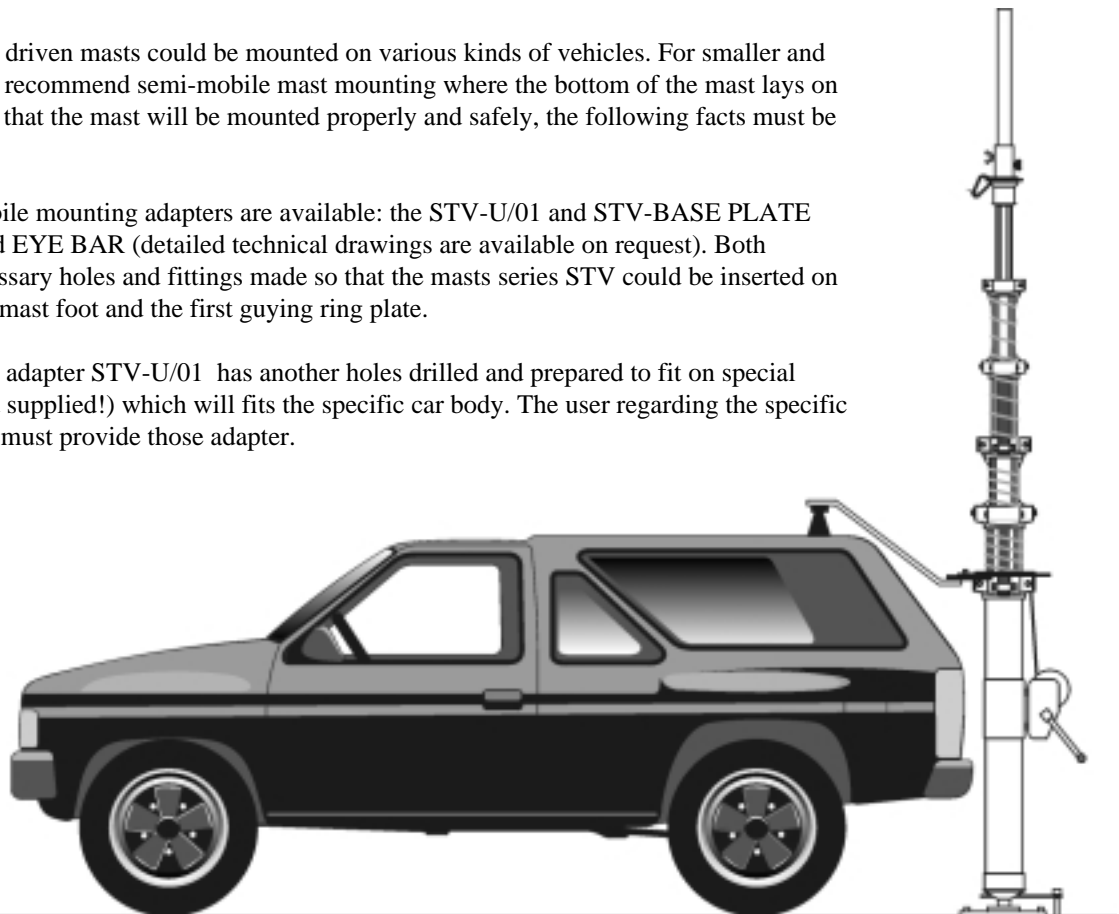 driven masts could be mounted on various kinds of vehicles. For smaller and
recommend semi-mobile mast mounting where the bottom of the mast lays on
that the mast will be mounted properly and safely, the following facts must be
ile mounting adapters are available: the STV-U/01 and STV-BASE PLATE
EYE BAR (detailed technical drawings are available on request). Both
ssary holes and fittings made so that the masts series STV could be inserted on
mast foot and the first guying ring plate.
adapter STV-U/01 has another holes drilled and prepared to fit on special
supplied!) which will fits the specific car body. The user regarding the specific
must provide those adapter.